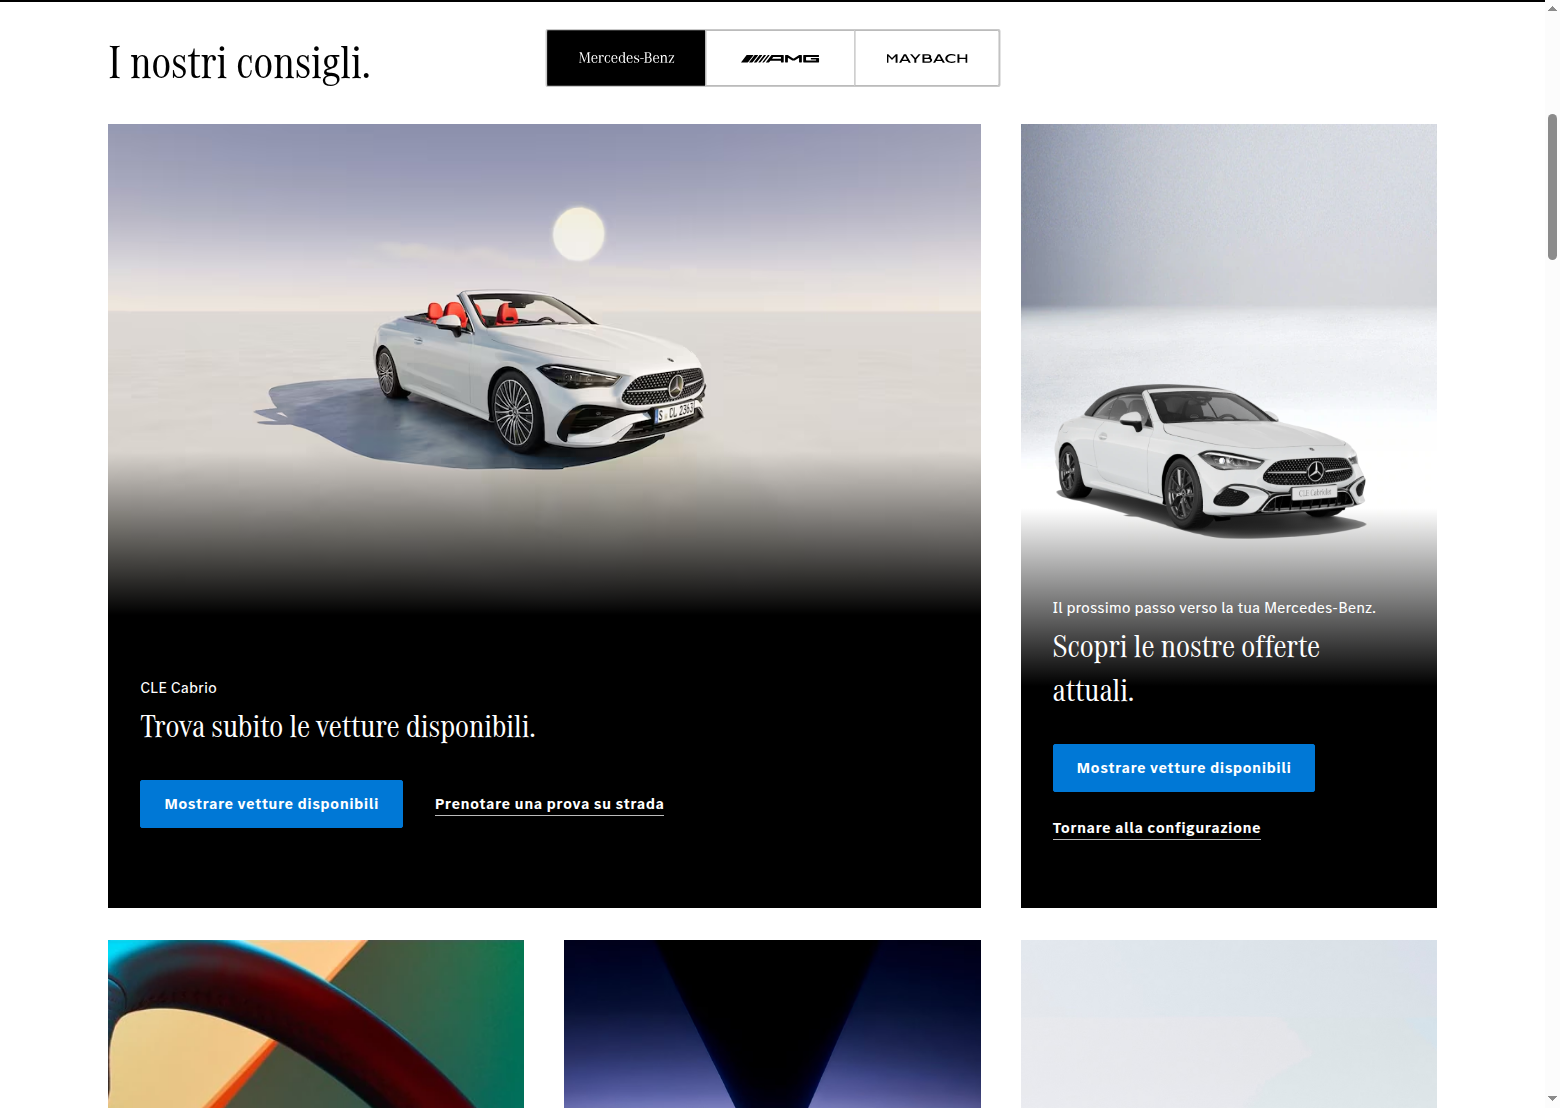 I nostri consigli.
Mercedes-Benz
AMG
MAYBACH
S CL 2363
CLE Cabrio
Trova subito le vetture disponibili.
Mostrare vetture disponibili
Prenotare una prova su strada
CLE Cabriolet
Il prossimo passo verso la tua Mercedes-Benz.
Scopri le nostre offerte
attuali.
Mostrare vetture disponibili
Tornare alla configurazione